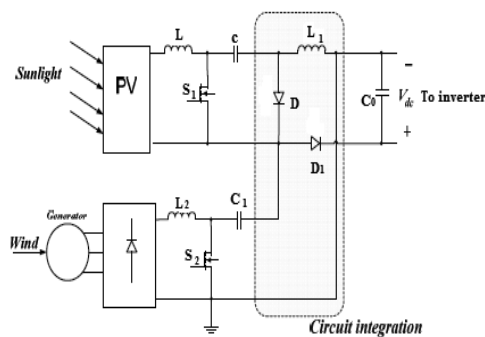 L
c
L1
Sunlight
PV
S1
D
C0
−
Vdc To inverter
+
D1
Generator
Wind
L2
C1
S2
Circuit integration